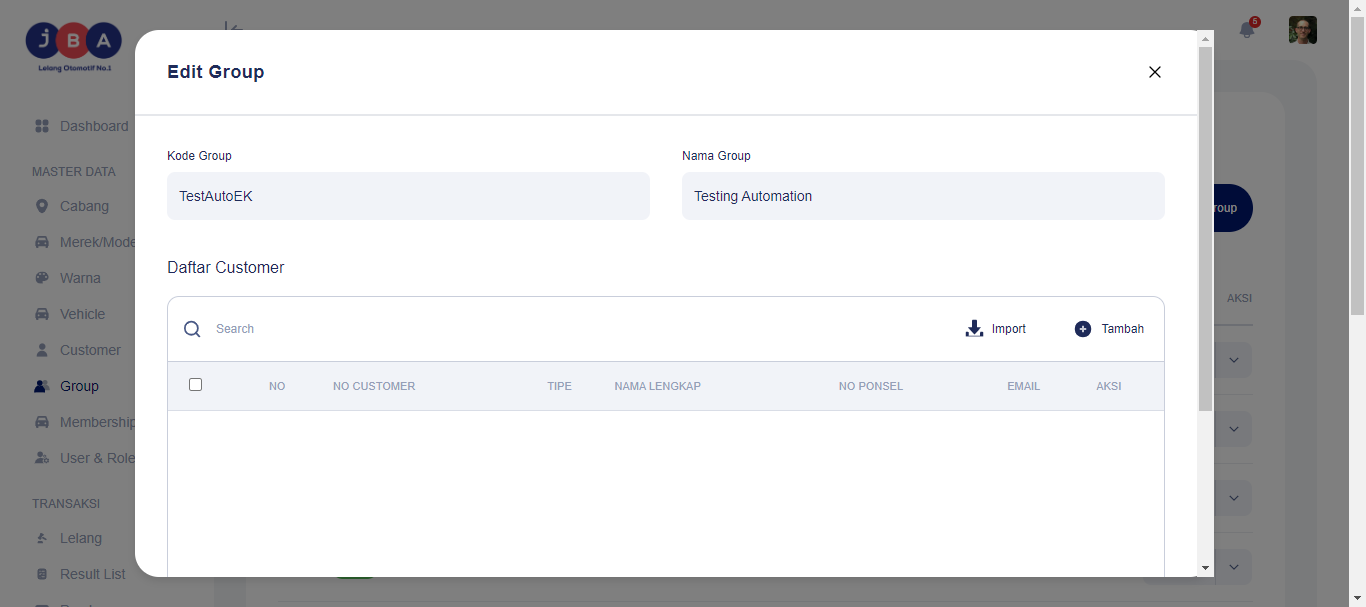 JBA
Lelang Otomotif No.1
5
Edit Group
Dashboard
Kode Group
Nama Group
MASTER DATA
TestAutoEK
Testing Automation
Cabang
roup
Merek/Mode
Daftar Customer
Warna
AKSI
Vehicle
Search
Import
Tambah
Customer
Group
NO
NO CUSTOMER
TIPE
NAMA LENGKAP
NO PONSEL
EMAIL
AKSI
Membership
User & Role
TRANSAKSI
Lelang
Result List